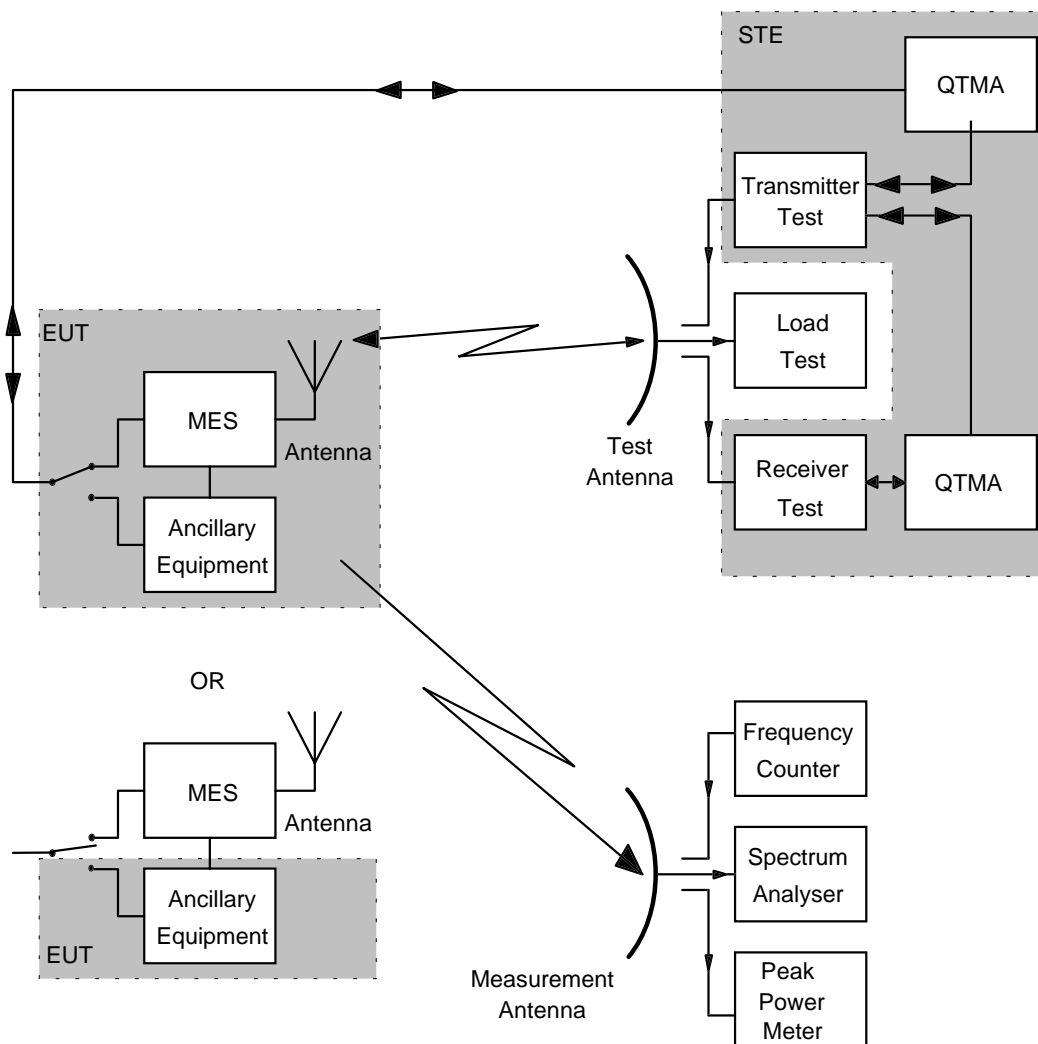 STE
QTMA
Transmitter
Test
EUT
Load
Test
MES
Antenna
Test
Antenna
Receiver
Test
QTMA
Ancillary
Equipment
OR
Frequency
Counter
MES
Antenna
Spectrum
Analyser
Ancillary
Equipment
EUT
Measurement
Antenna
Peak
Power
Meter